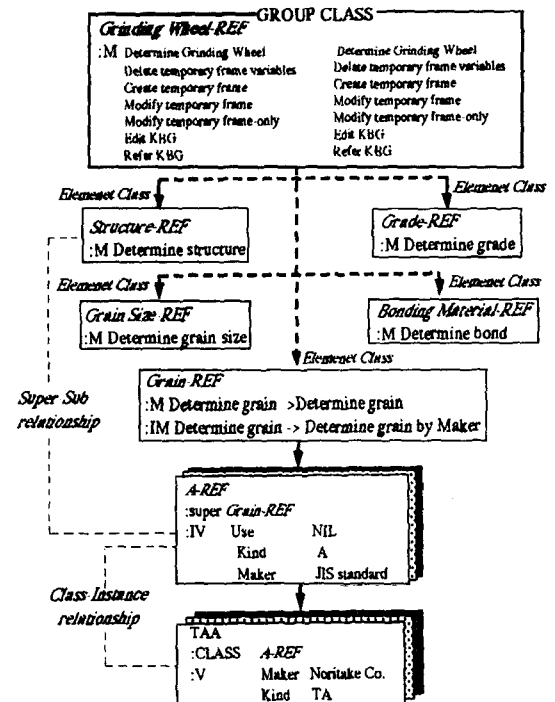 GROUP CLASS
Grinding Wheel-REF
:M Determine Grinding Wheel Determine Grinding Wheel
Delete temporary frame variables Delate temporary frame variables
Create temporary frame Create temporary frame
Modify temporary frame Modify temporary frame
Modify temporary frame-only Modify temporary frame-only
Edit KBG Edit KBG
Refer KBG Refer KBG
Elemenet Class Elemenet Class
Structure-REF Grade-REF
:M Determine structure :M Determine grade
Elemenet Class Elemenet Class
Grain Size-REF Bonding Material-REF
:M Determine grain size :M Determine bond
Elemenet Class
Grain-REF
:M Determine grain >Determine grain
:IM Determine grain -> Determine grain by Maker
Super Sub
relationship
A-REF
:super Grain-REF
:IV Use NIL
Kind A
Maker JIS standard
Class-Instance
relationship
TAA
:CLASS A-REF
:V Maker Noritake Co.
Kind TA